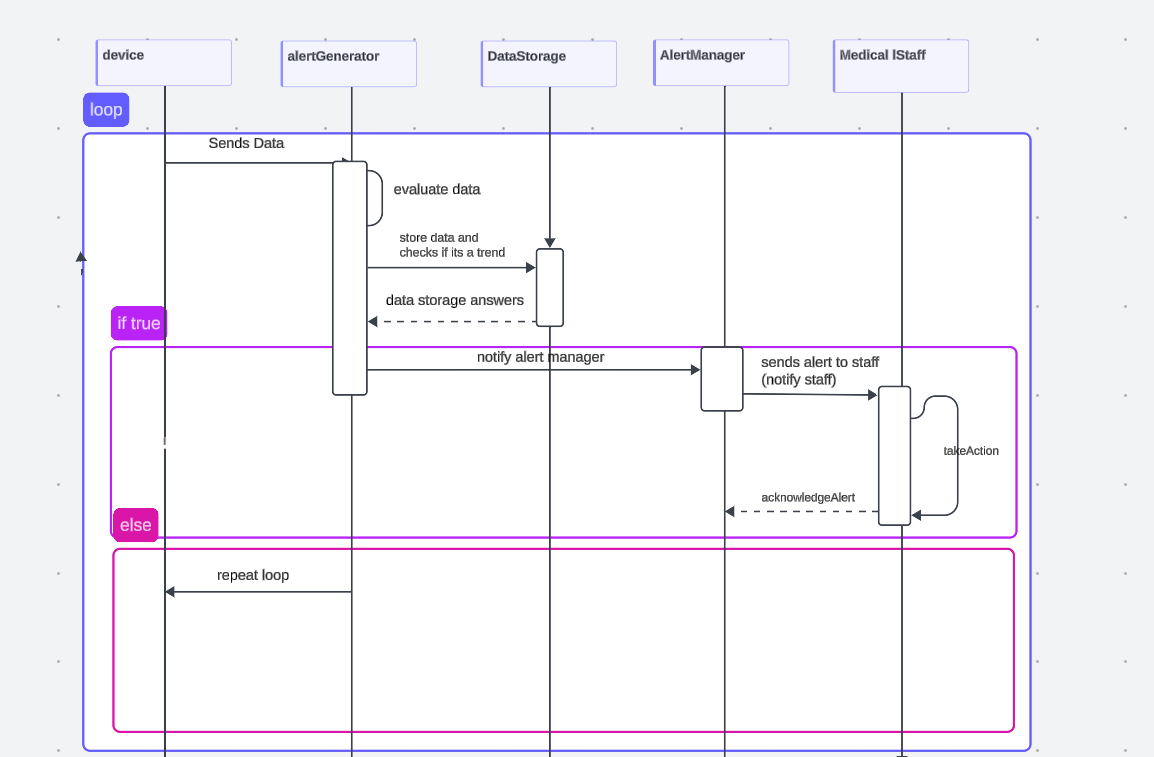 device
alertGenerator
DataStorage
AlertManager
Medical lStaff
loop
Sends Data
evaluate data
store data and
checks if its a trend
data storage answers
if true
notify alert manager
sends alert to staff
(notify staff)
takeAction
acknowledgeAlert
else
repeat loop